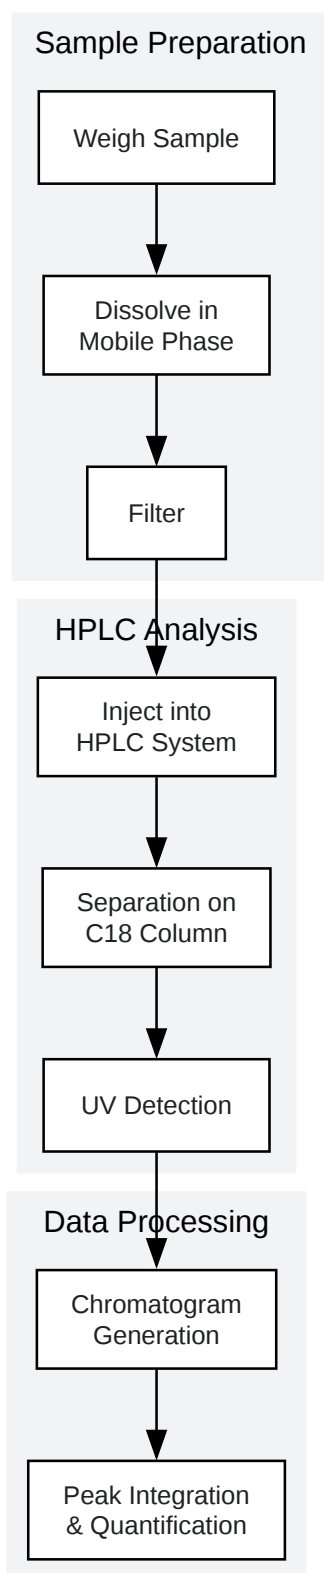 Sample Preparation
Weigh Sample
Dissolve in
Mobile Phase
Filter
HPLC Analysis
Inject into
HPLC System
Separation on
C18 Column
UV Detection
Data Processing
Chromatogram
Generation
Peak Integration
& Quantification